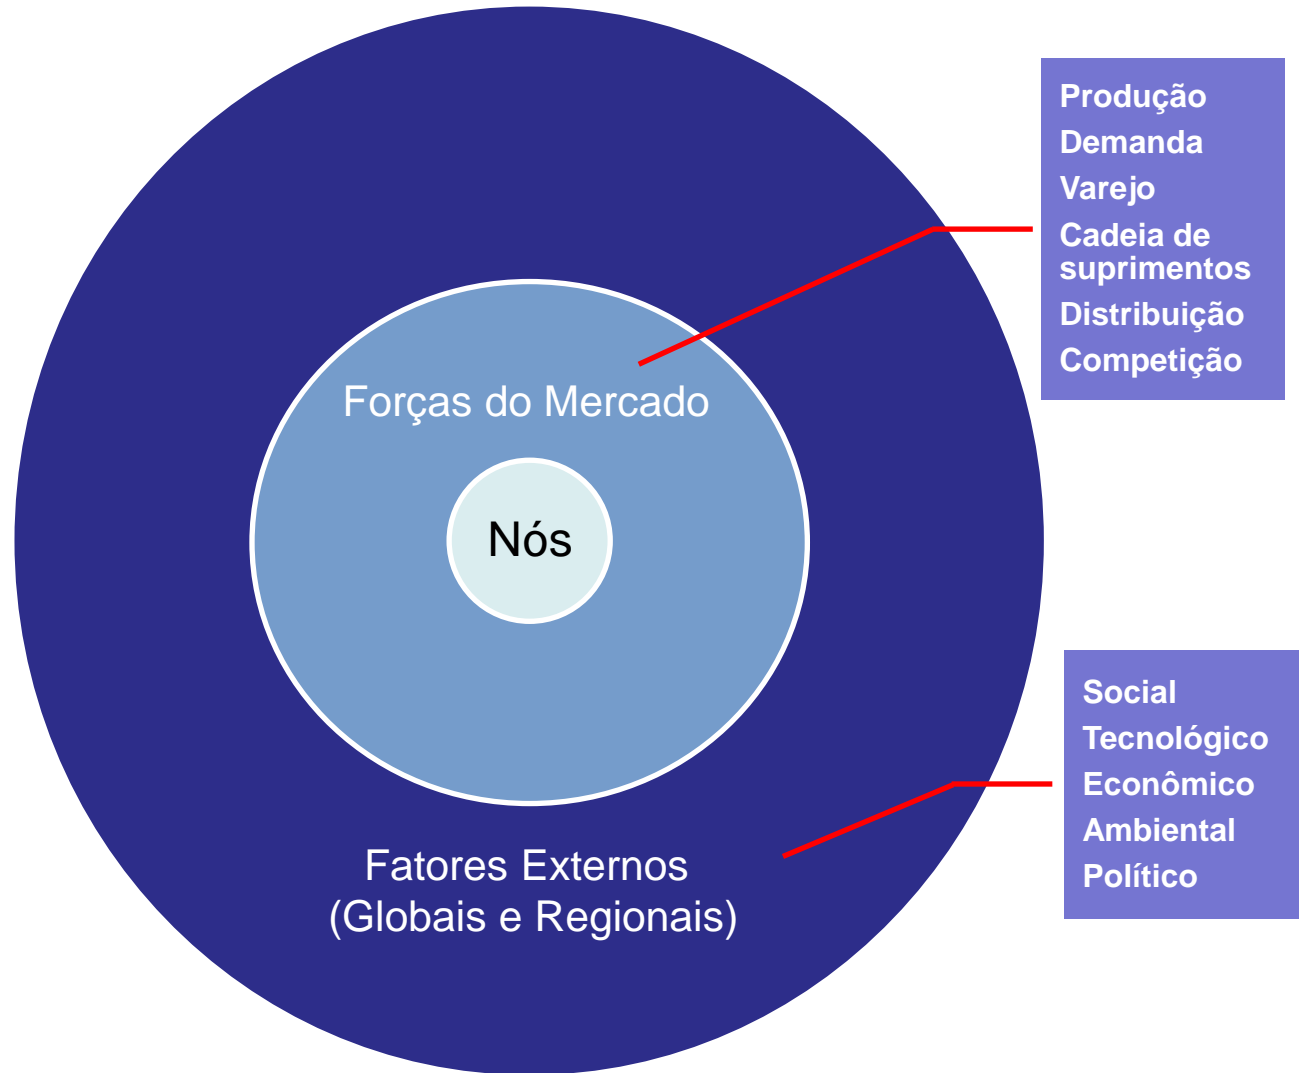 Produção
Demanda
Varejo
Cadeia de
suprimentos
Distribuição
Competição
Forças do Mercado
Nós
Social
Tecnológico
Econômico
Ambiental
Político
Fatores Externos
(Globais e Regionais)